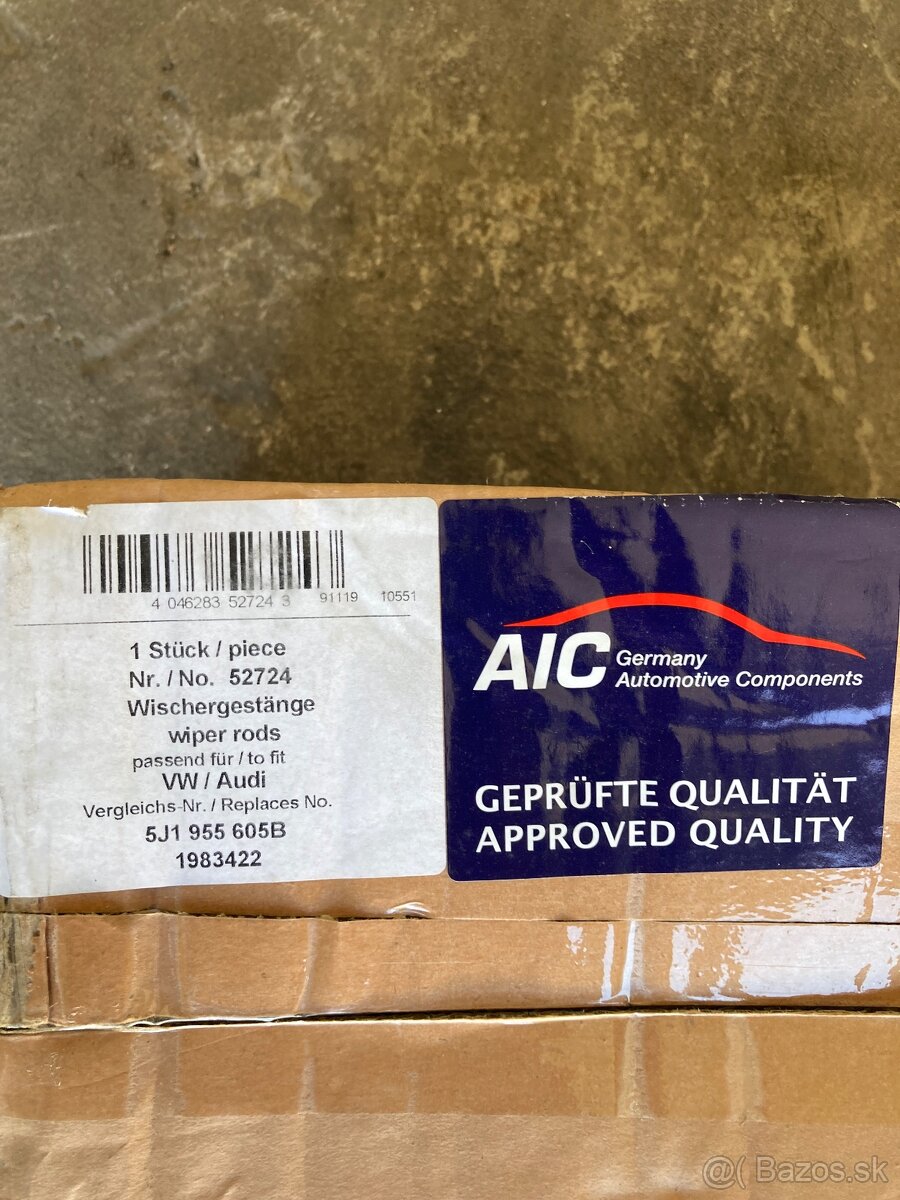 4 046283 52724 3 91119 10551
1 Stück / piece
Nr. / No. 52724
Wischergestänge
wiper rods
passend für / to fit
VW / Audi
Vergleichs-Nr. / Replaces No.
5J1 955 605B
1983422
AIC Germany
Automotive Components
GEPRÜFTE QUALITÄT
APPROVED QUALITY
@( Bazos.sk